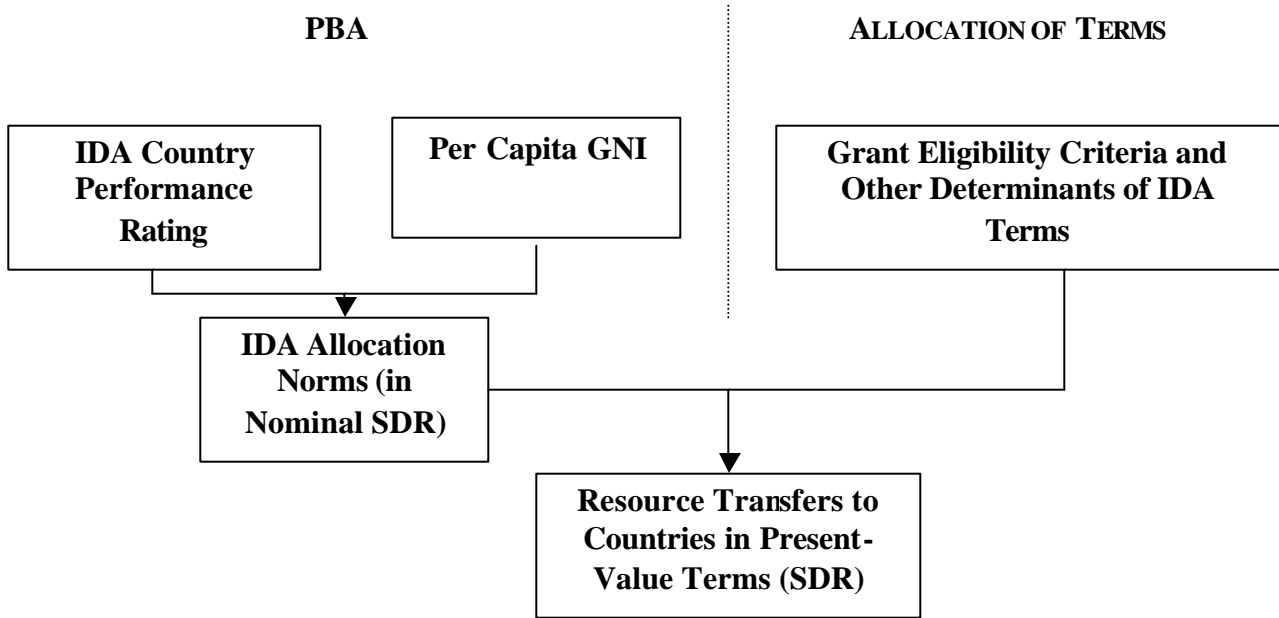 PBA
ALLOCATION OF TERMS
IDA Country
Performance
Rating
Per Capita GNI
Grant Eligibility Criteria and
Other Determinants of IDA
Terms
IDA Allocation
Norms (in
Nominal SDR)
Resource Transfers to
Countries in Present-
Value Terms (SDR)